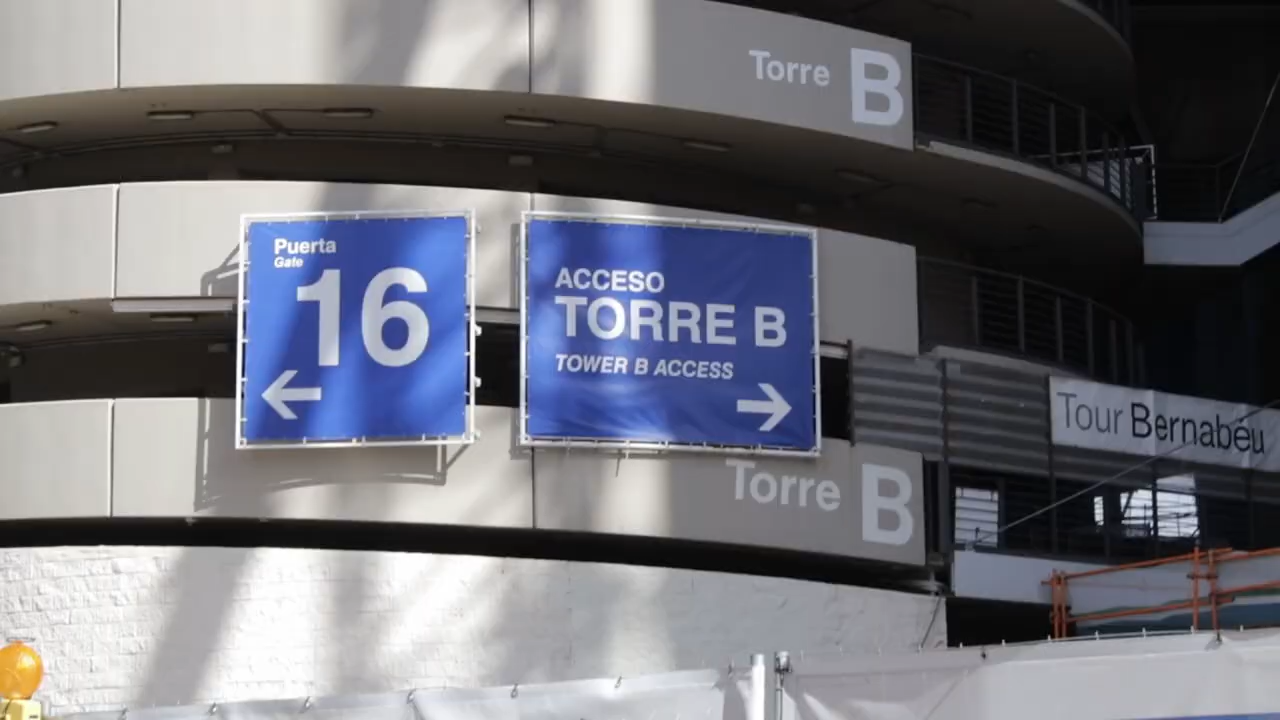 Torre B
Puerta
Gate
16
←
ACCESO
TORRE B
TOWER B ACCESS
→
Tour Bernabéu
Torre B